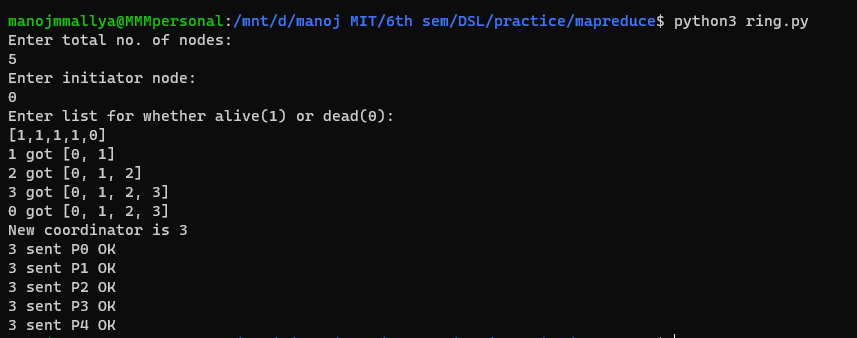 manojmmallya@MMMpersonal:/mnt/d/manoj MIT/6th sem/DSL/practice/mapreduce$ python3 ring.py
Enter total no. of nodes:
5
Enter initiator node:
0
Enter list for whether alive(1) or dead(0):
[1,1,1,1,0]
1 got [0, 1]
2 got [0, 1, 2]
3 got [0, 1, 2, 3]
0 got [0, 1, 2, 3]
New coordinator is 3
3 sent P0 OK
3 sent P1 OK
3 sent P2 OK
3 sent P3 OK
3 sent P4 OK